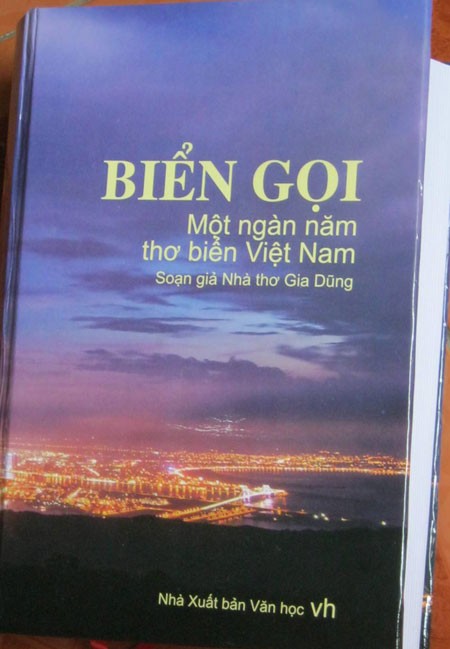 BIỂN GỌI
Một ngàn năm
thơ biển Việt Nam
Soạn giả Nhà thơ Gia Dũng
Nhà Xuất bản Văn học vh